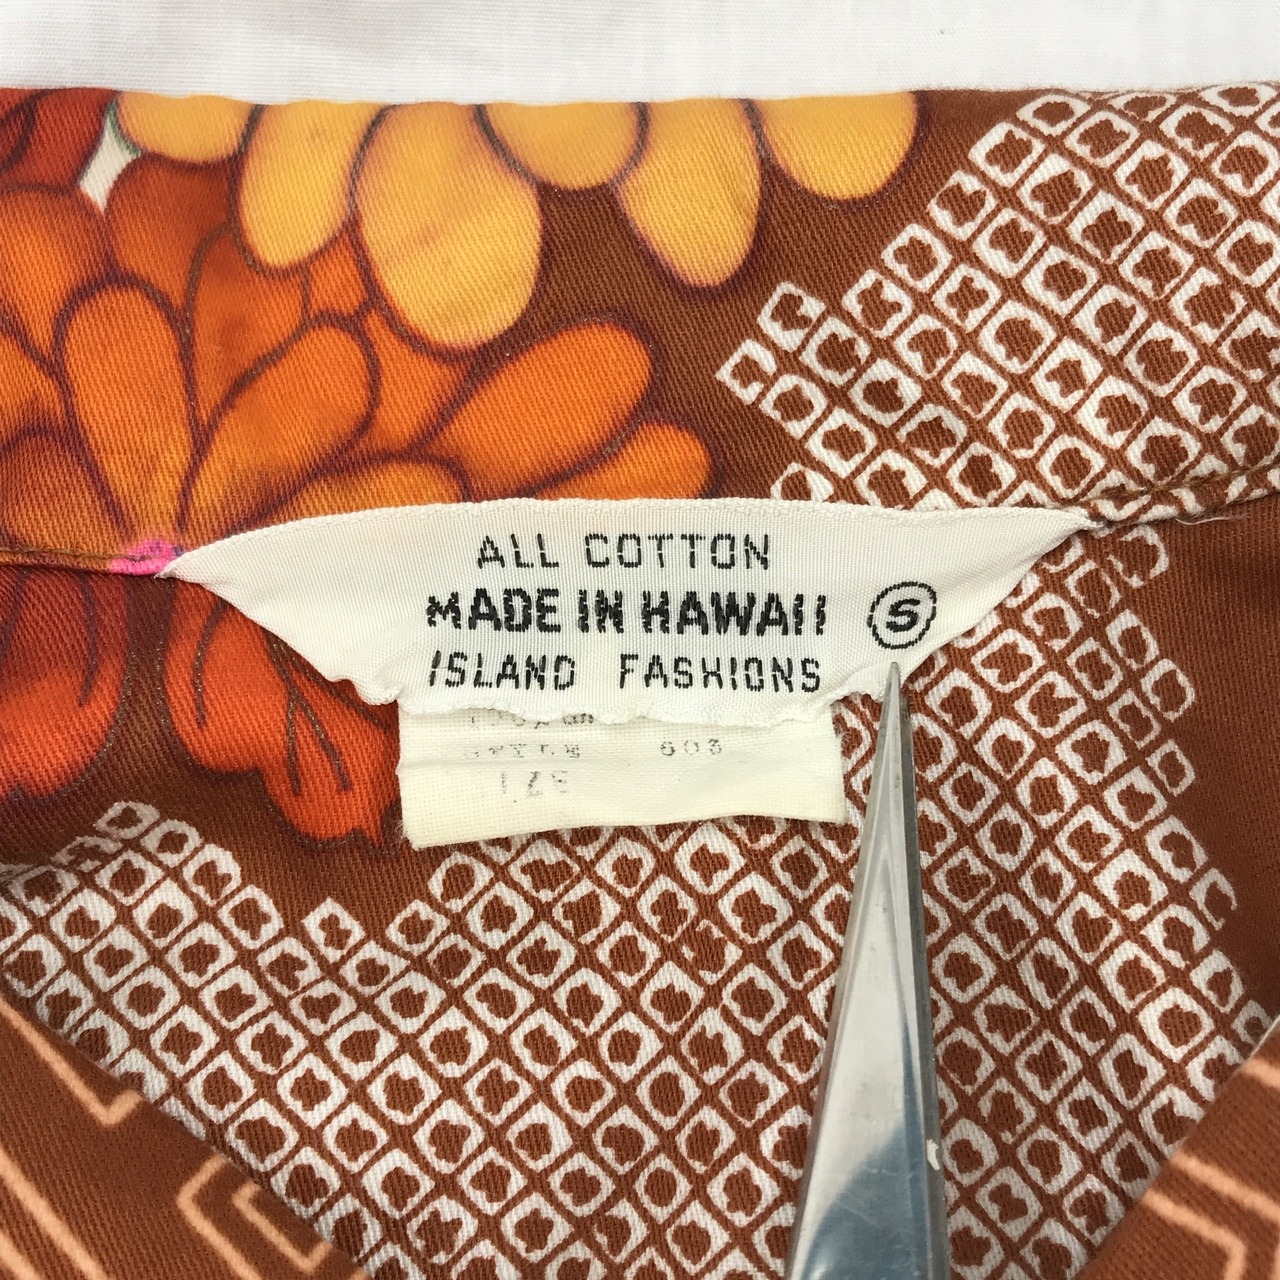 ALL COTTON
MADE IN HAWAII S
ISLAND FASHIONS
603